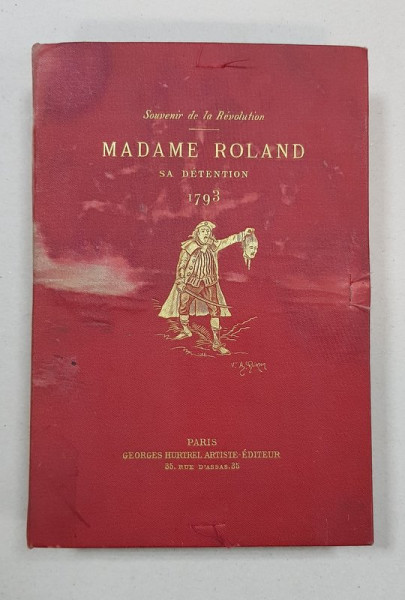 Souvenir de la Révolution
MADAME ROLAND
SA DÉTENTION
1793
PARIS
GEORGES HURTREL, ARTISTE-ÉDITEUR
35, RUE D'ASSAS, 35